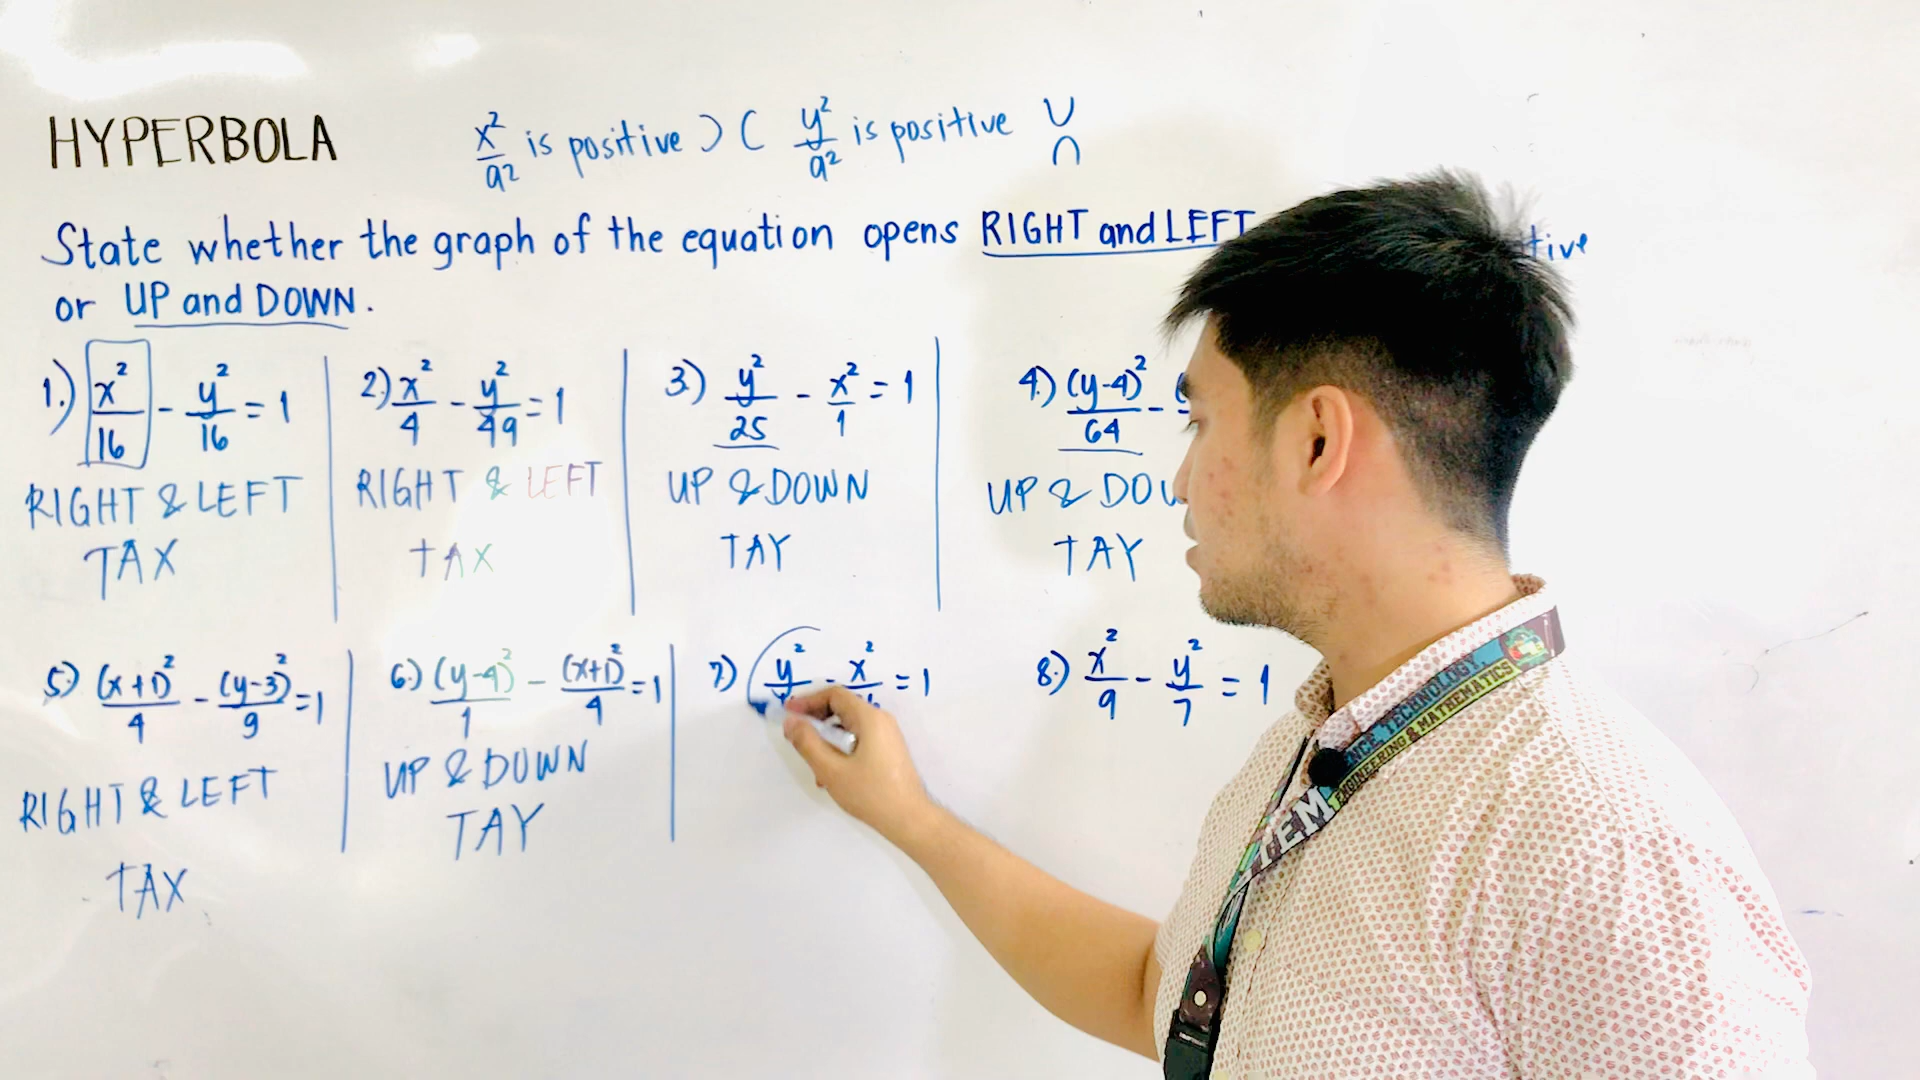 HYPERBOLA x²/a² is positive ) ( y²/a² is positive ∪ ∩
State whether the graph of the equation opens RIGHT and LEFT
or UP and DOWN.
1.) x²/16 - y²/16 = 1 2.) x²/4 - y²/49 = 1 3.) y²/25 - x²/1 = 1 4.) (y-4)²/64 -
RIGHT & LEFT RIGHT & LEFT UP & DOWN UP &
TAX TAX TAY TAY
5.) (x+1)²/4 - (y-3)²/9 = 1 6.) (y-4)²/1 - (x+1)²/4 = 1 7.) y² - x² = 1 8.) x²/9 - y²/7 = 1
RIGHT & LEFT UP & DOWN
TAX TAY
TECHNOLOGY,
ENGINEERING & MATHEMATICS